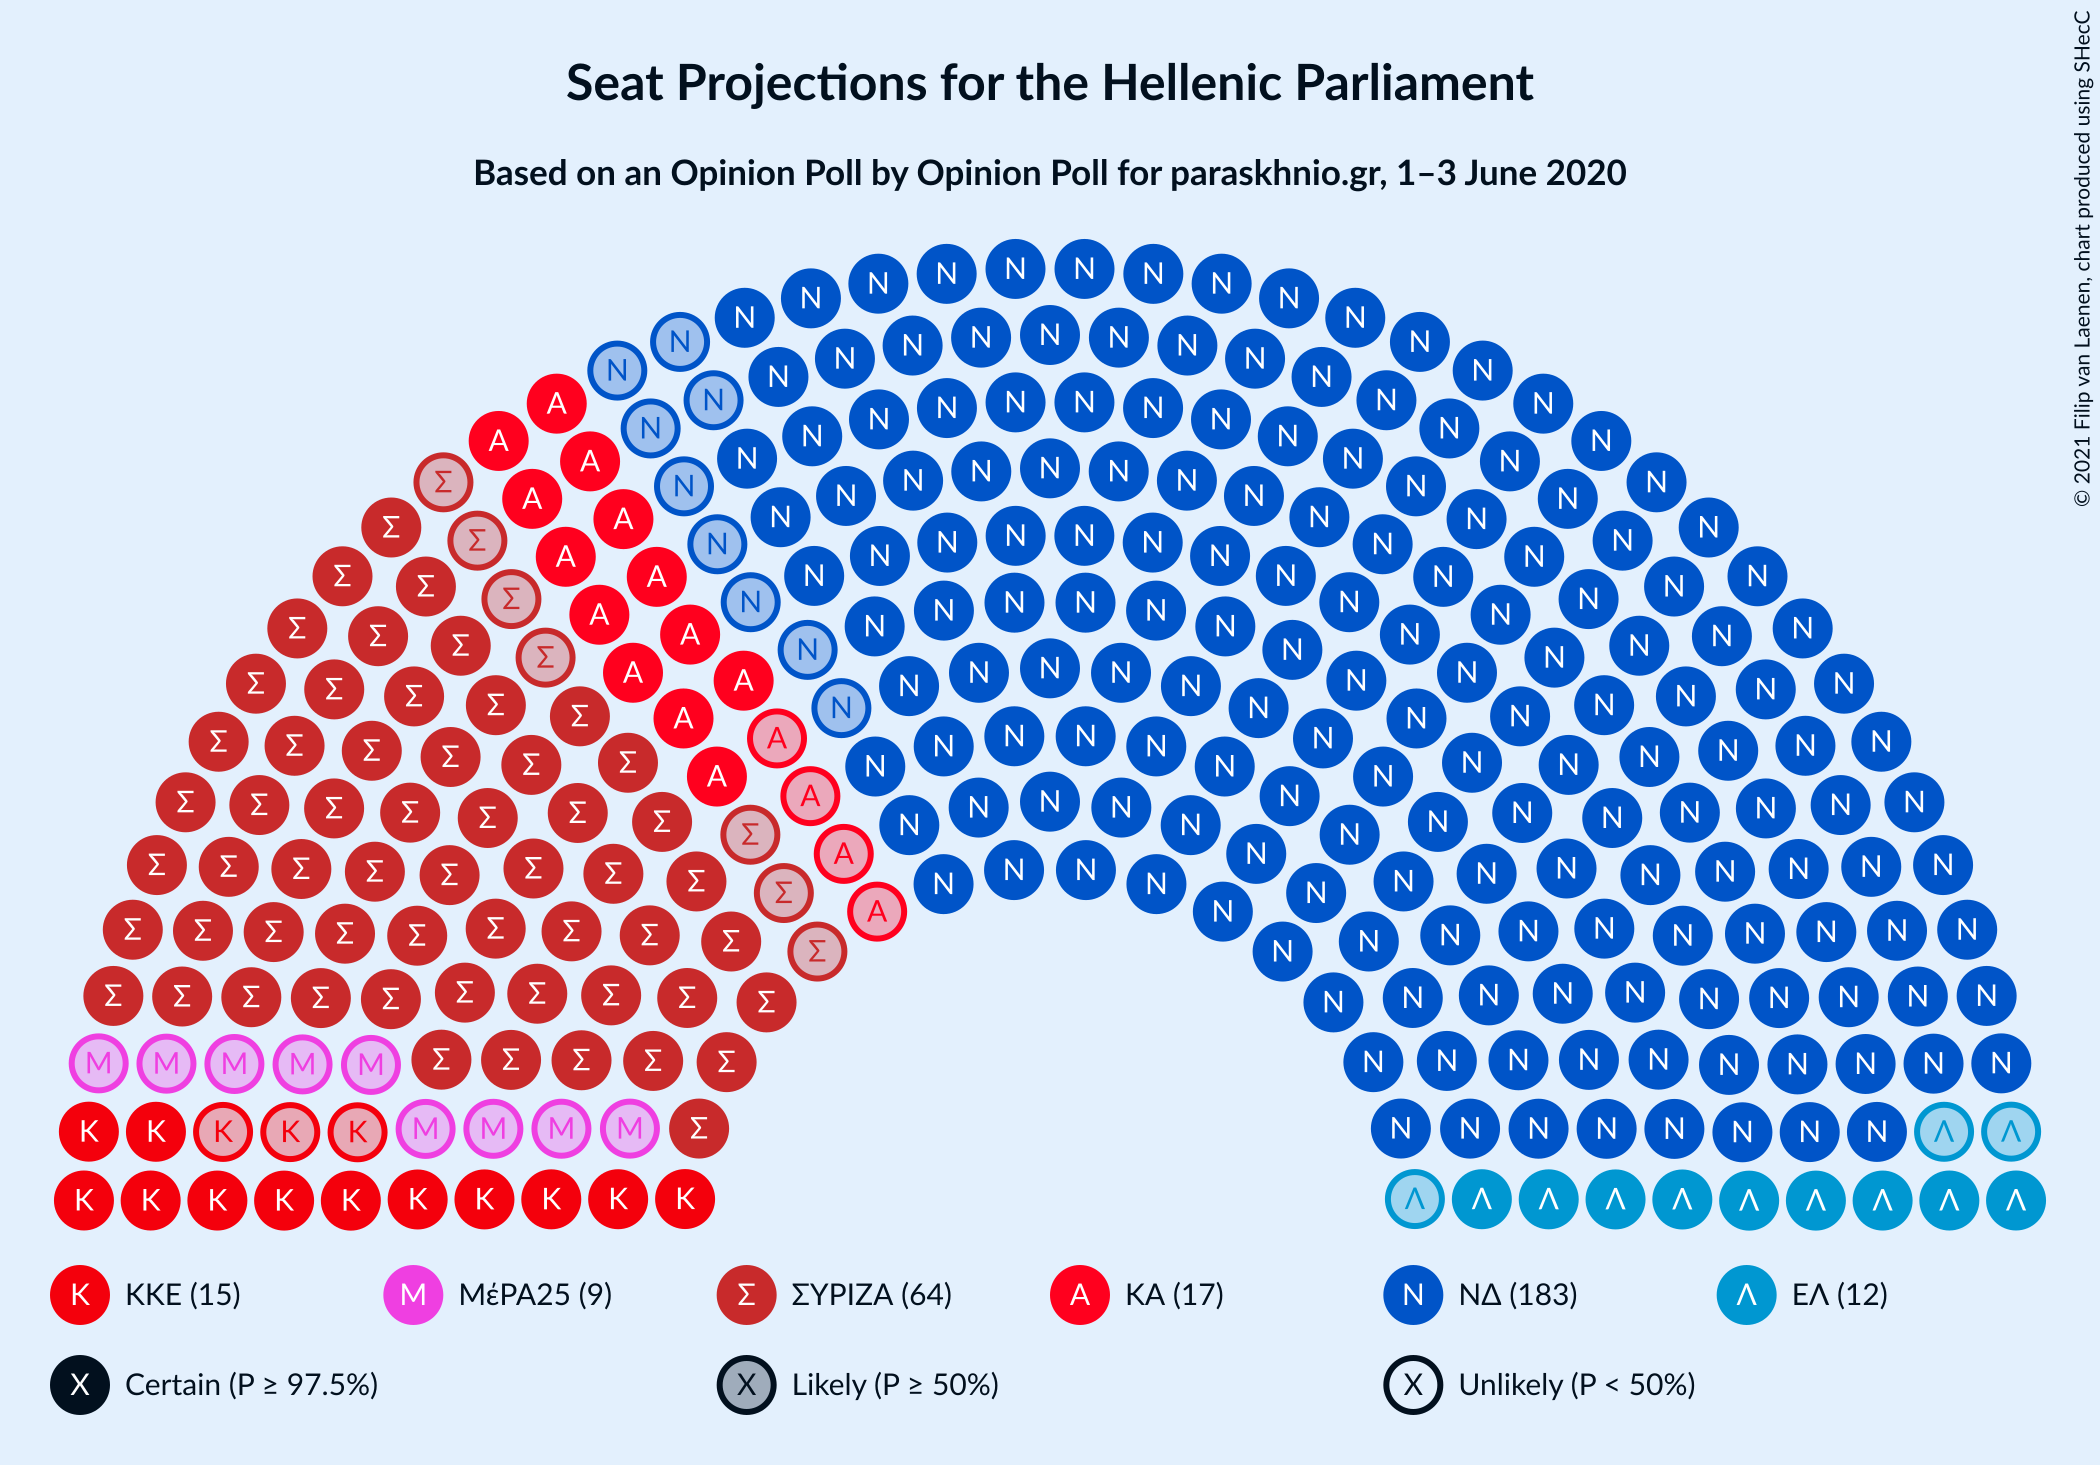 Seat Projections for the Hellenic Parliament
Based on an Opinion Poll by Opinion Poll for paraskhnio.gr, 1–3 June 2020
© 2021 Filip van Laenen, chart produced using SHecC
Κ ΚΚΕ (15)
Μ ΜέΡΑ25 (9)
Σ ΣΥΡΙΖΑ (64)
Α ΚΑ (17)
Ν ΝΔ (183)
Λ ΕΛ (12)
X Certain (P ≥ 97.5%)
X Likely (P ≥ 50%)
X Unlikely (P < 50%)